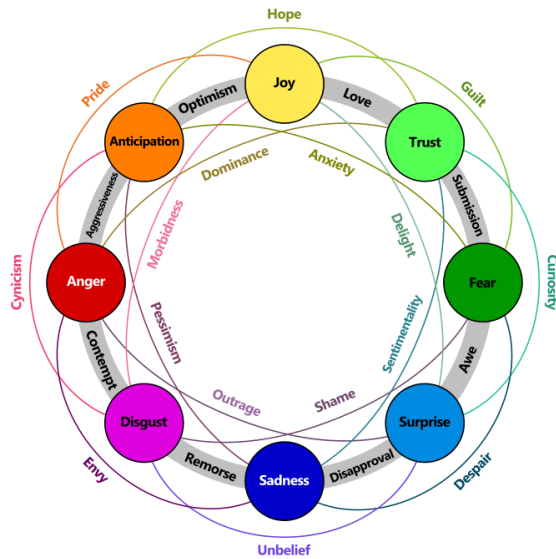 Hope
Joy
Pride
Optimism
Love
Guilt
Anticipation
Trust
Dominance
Anxiety
Aggressiveness
Submission
Morbidness
Delight
Cynicism
Anger
Fear
Curiosity
Pessimism
Sentimentality
Contempt
Awe
Outrage
Shame
Disgust
Surprise
Envy
Remorse
Sadness
Disapproval
Despair
Unbelief